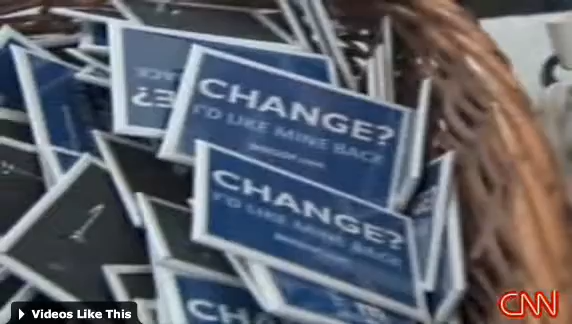 CHANGE?
I'D LIKE MINE BACK
CHANGE?
I'D LIKE MINE BACK
CHANGE?
CNN
Videos Like This